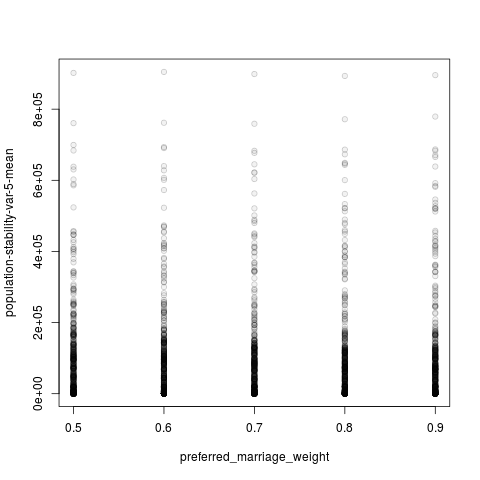 population-stability-var-5-mean
8e+05
6e+05
4e+05
2e+05
0e+00
0.5 0.6 0.7 0.8 0.9
preferred_marriage_weight